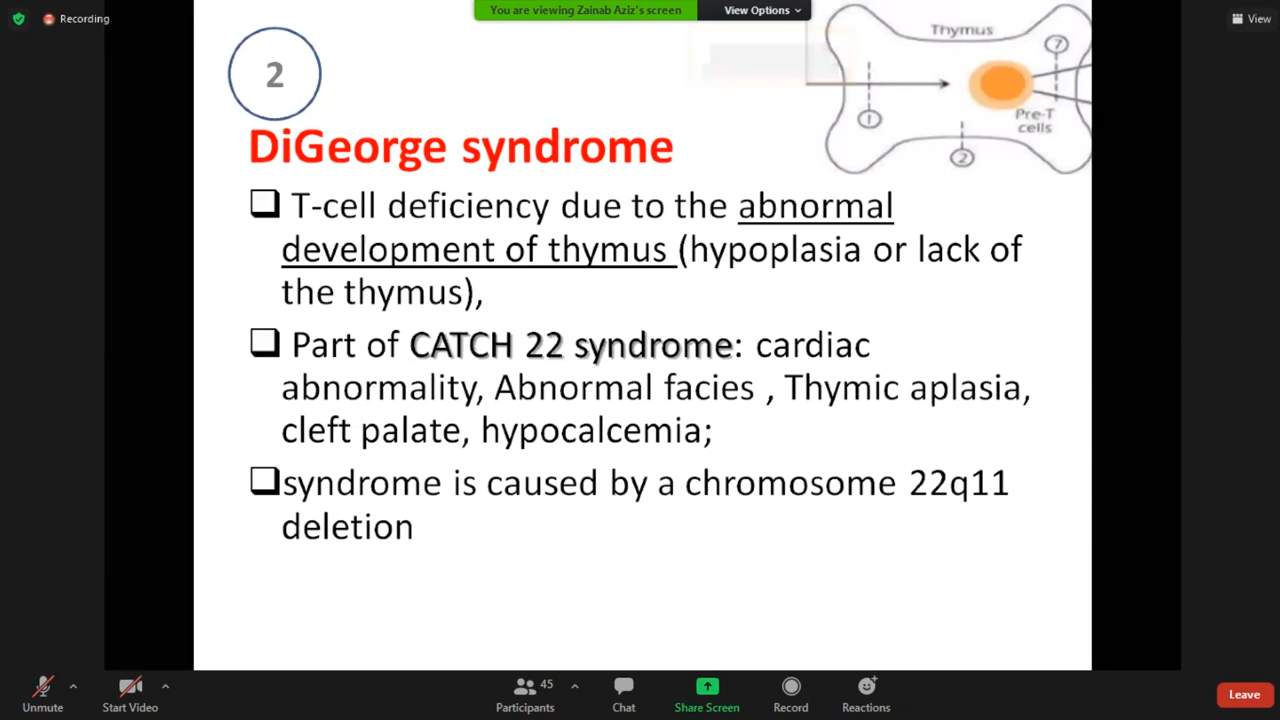 Recording
You are viewing Zainab Aziz's screen
View Options
View
2
Thymus
7
1
Pre-T
cells
2
DiGeorge syndrome
T-cell deficiency due to the abnormal
development of thymus (hypoplasia or lack of
the thymus),
Part of CATCH 22 syndrome: cardiac
abnormality, Abnormal facies , Thymic aplasia,
cleft palate, hypocalcemia;
syndrome is caused by a chromosome 22q11
deletion
Unmute
Start Video
45
Participants
Chat
Share Screen
Record
Reactions
Leave